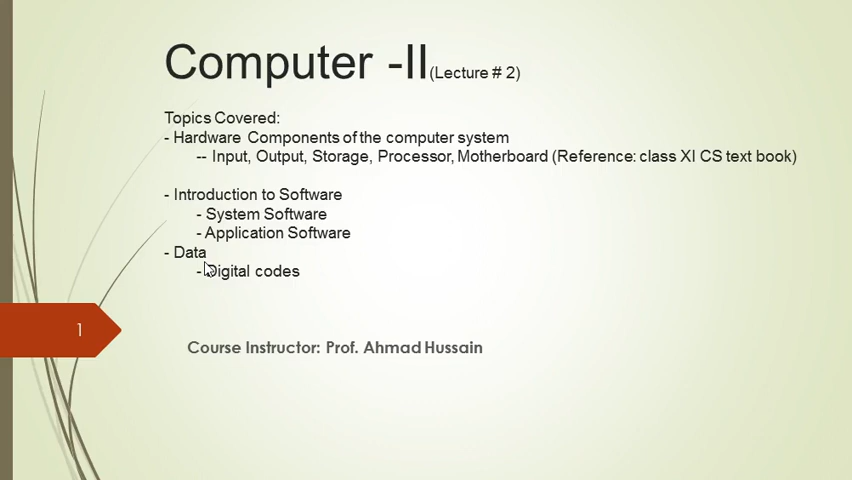 Computer -II(Lecture # 2)
Topics Covered:
- Hardware Components of the computer system
-- Input, Output, Storage, Processor, Motherboard (Reference: class XI CS text book)
- Introduction to Software
- System Software
- Application Software
- Data
- Digital codes
1
Course Instructor: Prof. Ahmad Hussain